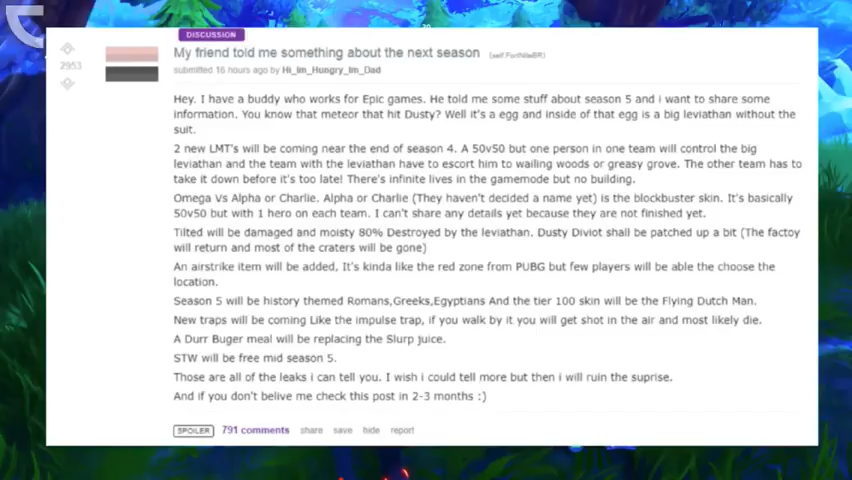 DISCUSSION
My friend told me something about the next season (self.FortNiteBR)
2953
submitted 16 hours ago by Hi_Im_Hungry_Im_Dad
Hey. I have a buddy who works for Epic games. He told me some stuff about season 5 and i want to share some
information. You know that meteor that hit Dusty? Well it's a egg and inside of that egg is a big leviathan without the
suit.
2 new LMT's will be coming near the end of season 4. A 50v50 but one person in one team will control the big
leviathan and the team with the leviathan have to escort him to wailing woods or greasy grove. The other team has to
take it down before it's too late! There's infinite lives in the gamemode but no building.
Omega Vs Alpha or Charlie. Alpha or Charlie (They haven't decided a name yet) is the blockbuster skin. It's basically
50v50 but with 1 hero on each team. I can't share any details yet because they are not finished yet.
Tilted will be damaged and moisty 80% Destroyed by the leviathan. Dusty Diviot shall be patched up a bit (The factoy
will return and most of the craters will be gone)
An airstrike item will be added, It's kinda like the red zone from PUBG but few players will be able the choose the
location.
Season 5 will be history themed Romans,Greeks,Egyptians And the tier 100 skin will be the Flying Dutch Man.
New traps will be coming Like the impulse trap, if you walk by it you will get shot in the air and most likely die.
A Durr Buger meal will be replacing the Slurp juice.
STW will be free mid season 5.
Those are all of the leaks i can tell you. I wish i could tell more but then i will ruin the suprise.
And if you don't belive me check this post in 2-3 months :)
SPOILER 791 comments share save hide report